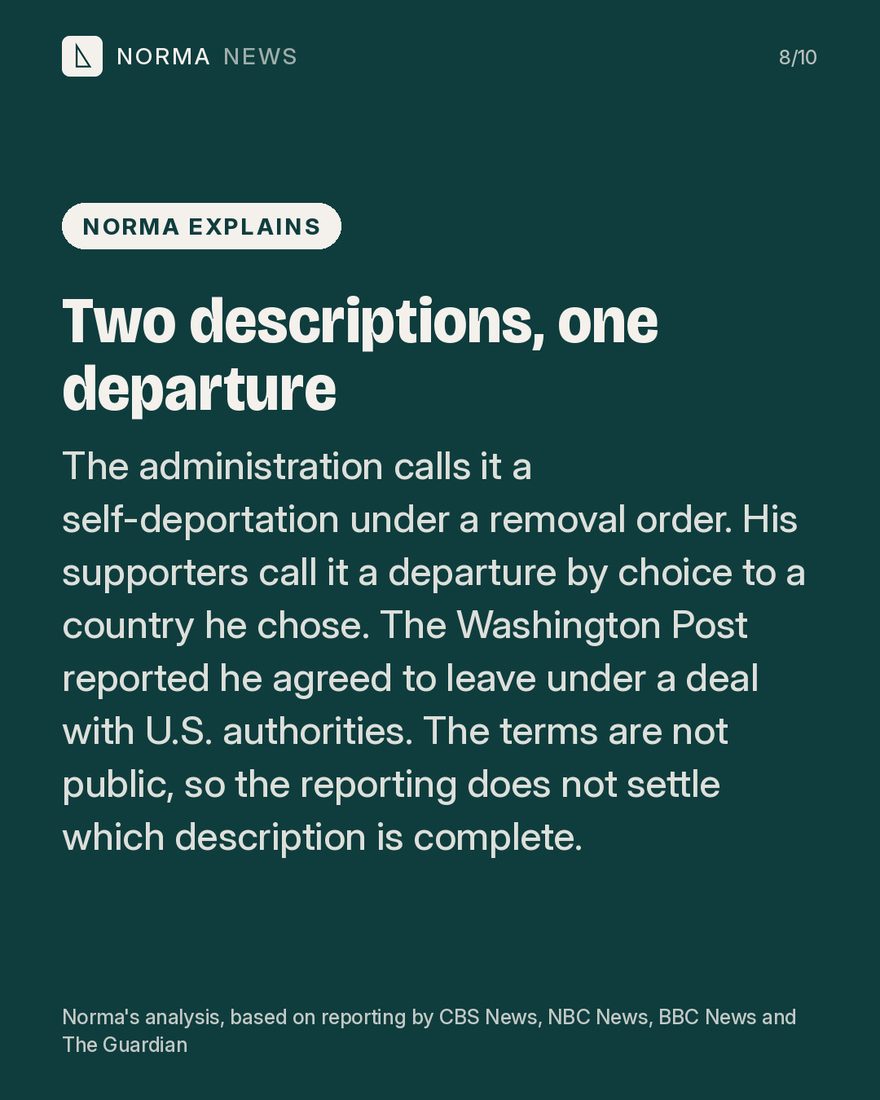 NORMA NEWS
8/10
NORMA EXPLAINS
Two descriptions, one
departure
The administration calls it a
self-deportation under a removal order. His
supporters call it a departure by choice to a
country he chose. The Washington Post
reported he agreed to leave under a deal
with U.S. authorities. The terms are not
public, so the reporting does not settle
which description is complete.
Norma's analysis, based on reporting by CBS News, NBC News, BBC News and
The Guardian